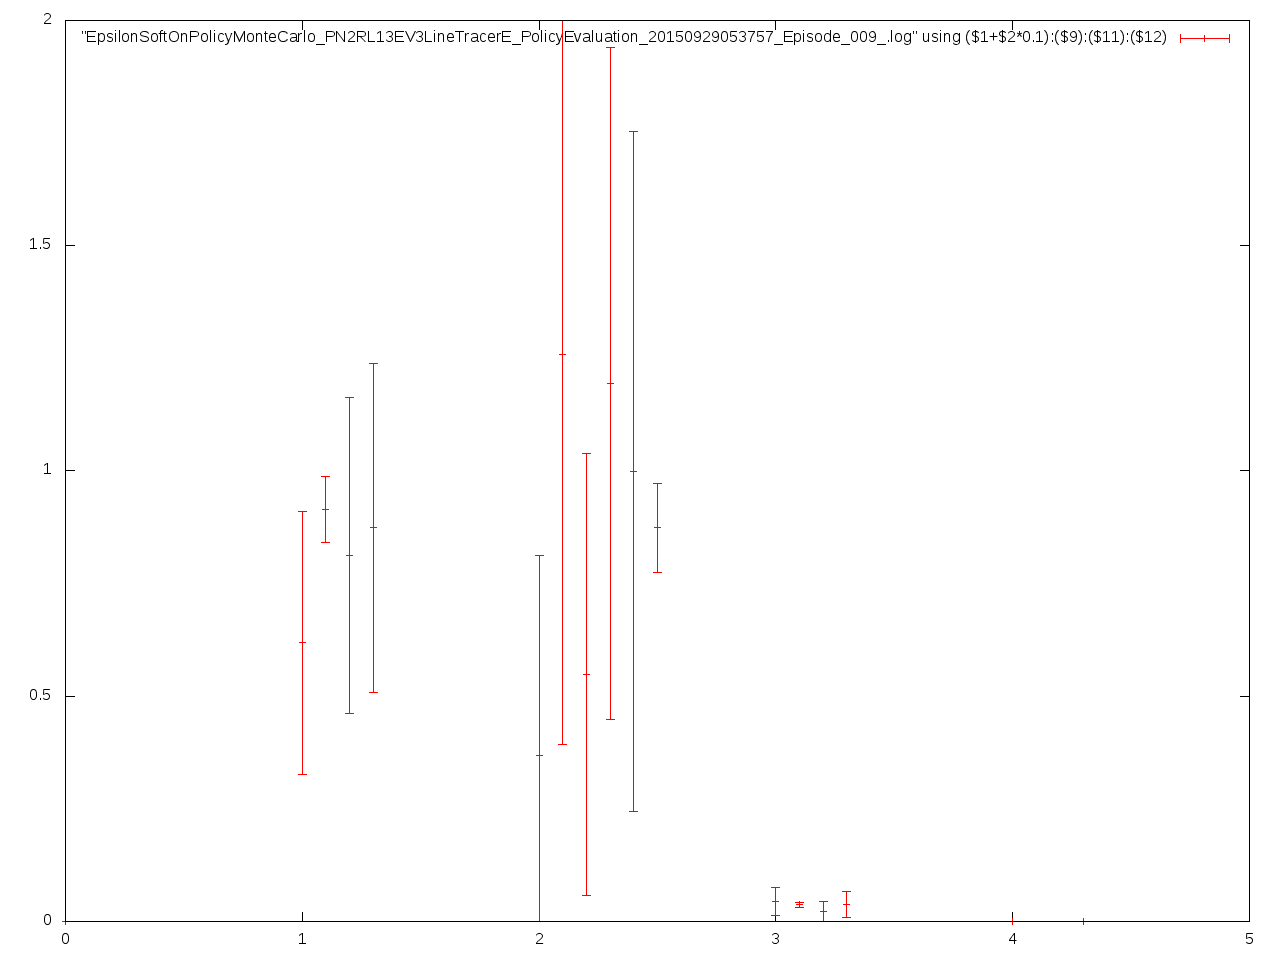 2
"EpsilonSoftOnPolicyMonteCarlo_PN2RL13EV3LineTracerE_PolicyEvaluation_20150929053757_Episode_009_.log" using ($1+$2*0.1):($9):($11):($12)
1.5
1
0.5
0
0 1 2 3 4 5